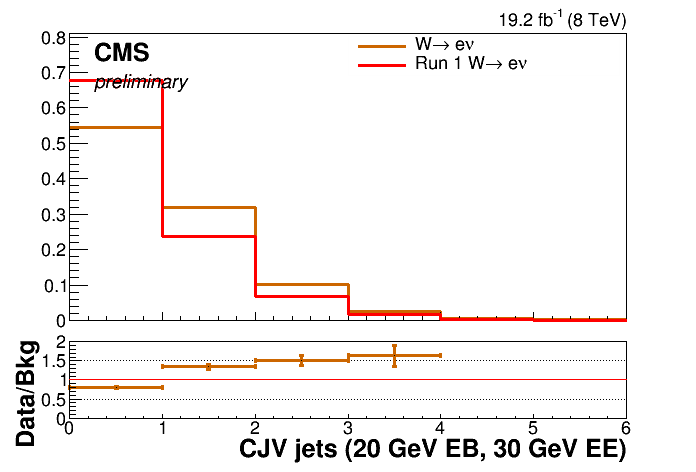 19.2 fb-1 (8 TeV)
CMS
preliminary
W→ eν
Run 1 W→ eν
0.8
0.7
0.6
0.5
0.4
0.3
0.2
0.1
0
Data/Bkg
2
1.5
1
0.5
0
0 1 2 3 4 5 6
CJV jets (20 GeV EB, 30 GeV EE)